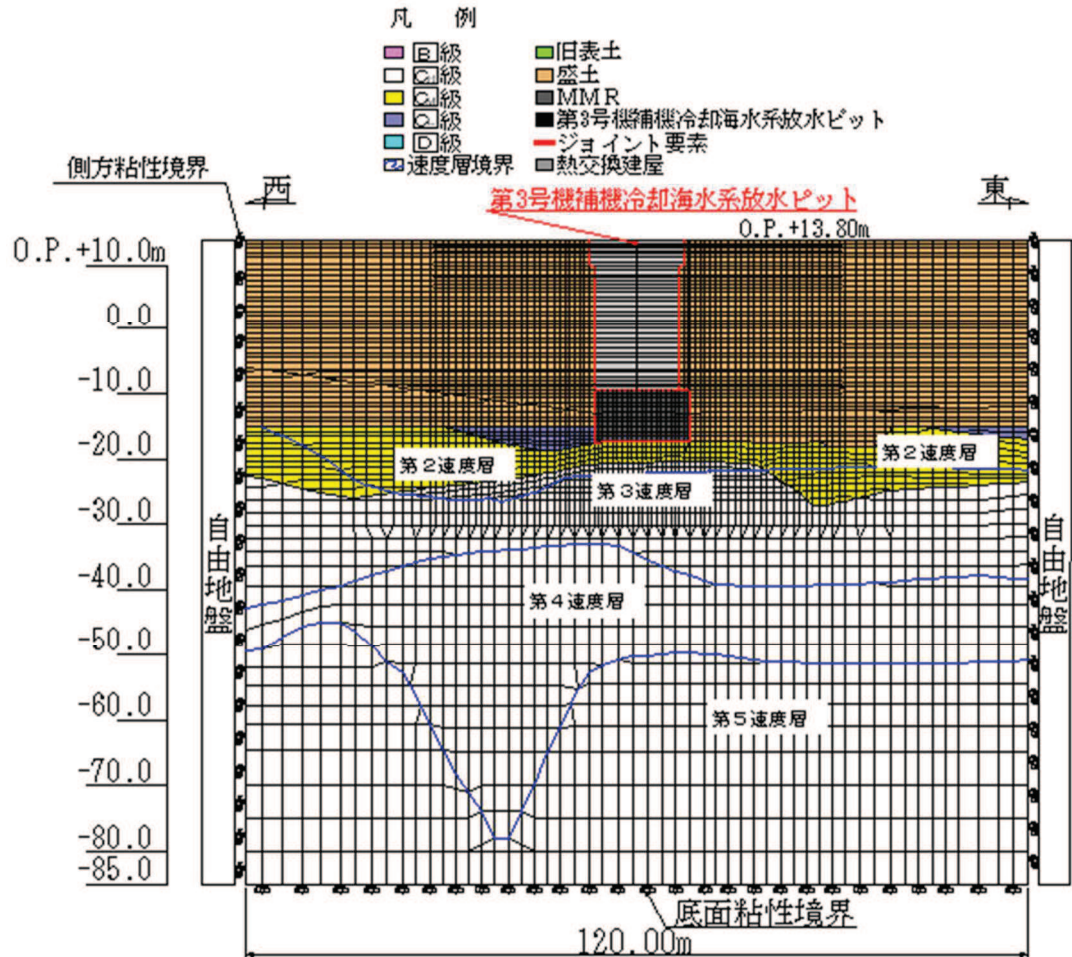 凡 例
B級
CH級
CM級
CL級
D級
速度層境界
旧表土
盛土
MMR
第3号機補機冷却海水系放水ピット
ジョイント要素
熱交換建屋
側方粘性境界
西
第3号機補機冷却海水系放水ピット
東
O.P.+13.80m
O.P.+10.0m
0.0
-10.0
-20.0
-30.0
-40.0
-50.0
-60.0
-70.0
-80.0
-85.0
自由地盤
第2速度層
第2速度層
第3速度層
第4速度層
第5速度層
自由地盤
底面粘性境界
120.00m